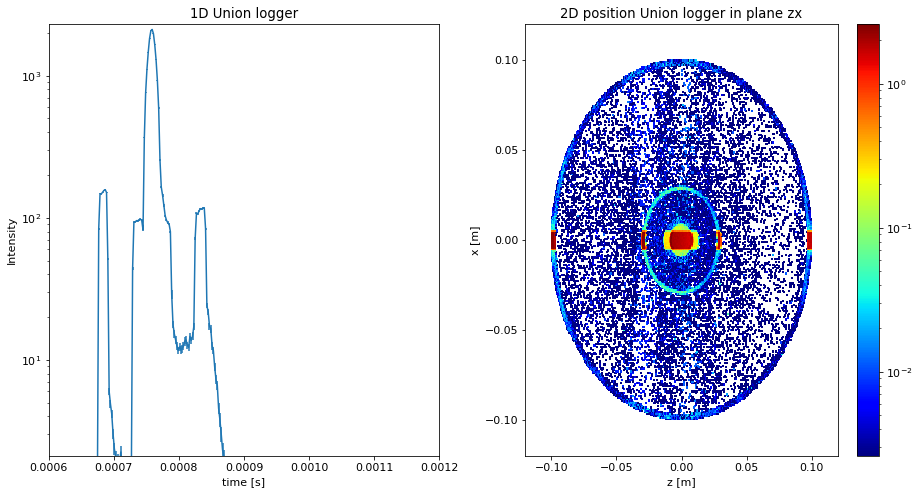 1D Union logger
2D position Union logger in plane zx
Intensity
10³
10²
10¹
0.0006 0.0007 0.0008 0.0009 0.0010 0.0011 0.0012
time [s]
x [m]
0.10
0.05
0.00
−0.05
−0.10
−0.10 −0.05 0.00 0.05 0.10
z [m]
10⁰
10⁻¹
10⁻²